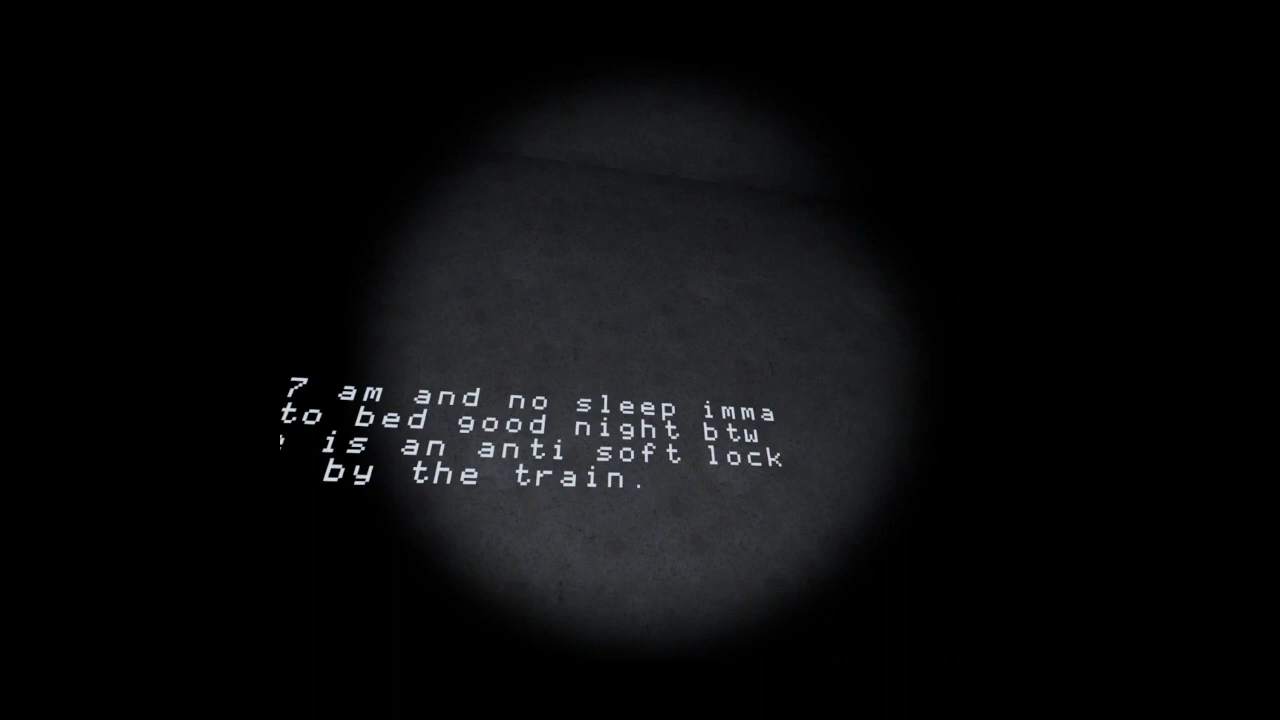 7 am and no sleep imma
to bed good night btw
is an anti soft lock
by the train.